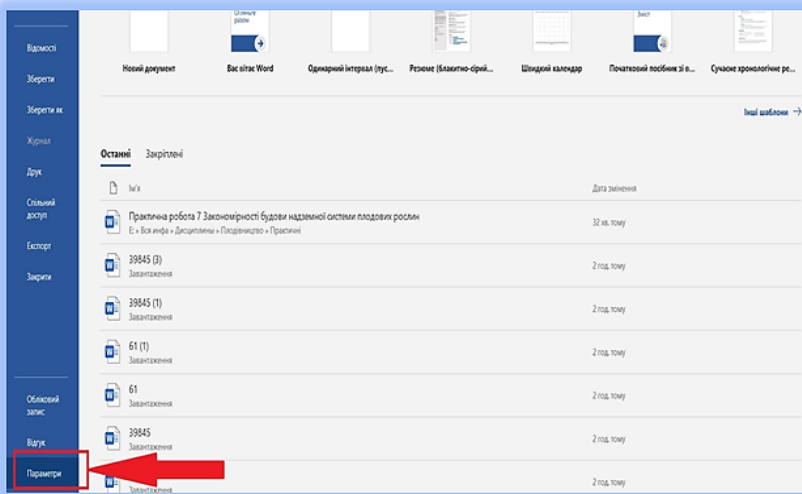 Огляньте
разом
Зміст
Новий документ
Вас вітає Word
Одинарний інтервал (пус...
Резюме (блакитно-сірий...
Швидкий календар
Початковий посібник зі в...
Сучасне хронологічне ре...
Інші шаблони
Відомості
Зберегти
Зберегти як
Журнал
Друк
Спільний
доступ
Експорт
Закрити
Обліковий
запис
Відгук
Параметри
Останні Закріплені
Ім'я Дата змінення
Практична робота 7 Закономірності будови надземної системи плодових рослин 32 хв. тому
E: » Вся инфа » Дисциплины » Плодівництво » Практичні
39845 (3) 2 год. тому
Завантаження
39845 (1) 2 год. тому
Завантаження
61 (1) 2 год. тому
Завантаження
61 2 год. тому
Завантаження
39845 2 год. тому
Завантаження
2 год. тому
Завантаження